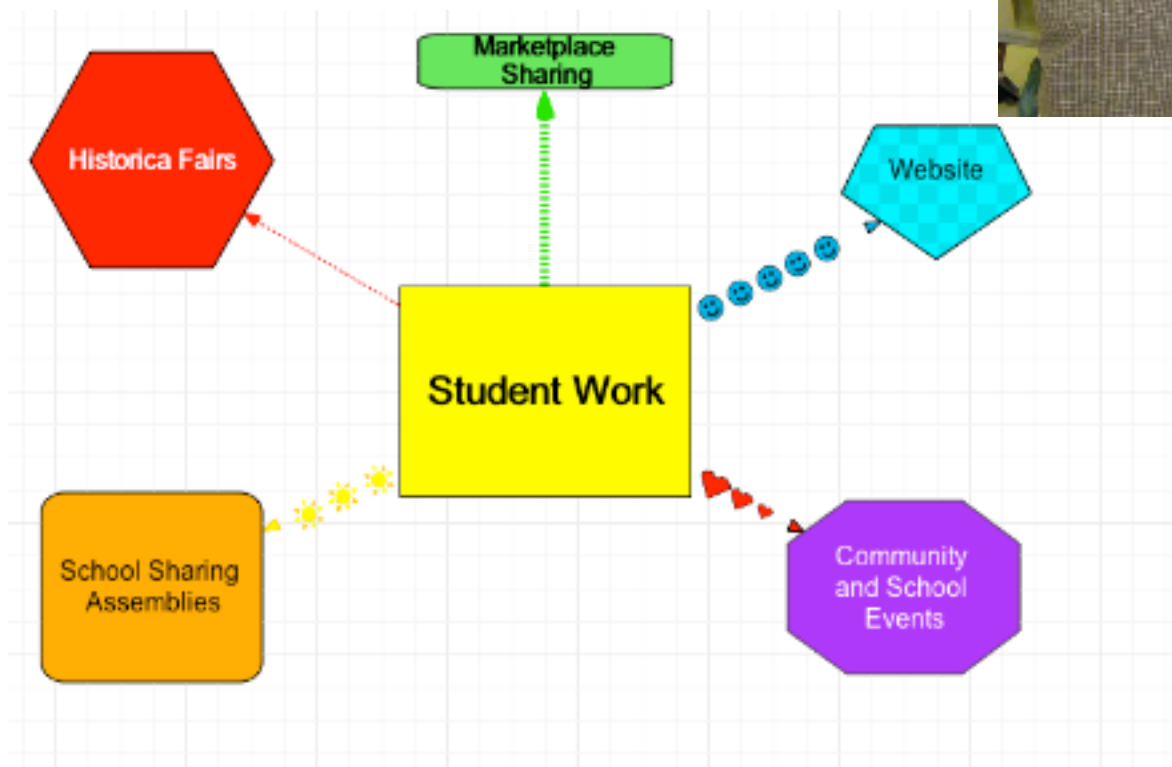 Marketplace
Sharing
Historica Fairs
Website
Student Work
School Sharing
Assemblies
Community
and School
Events